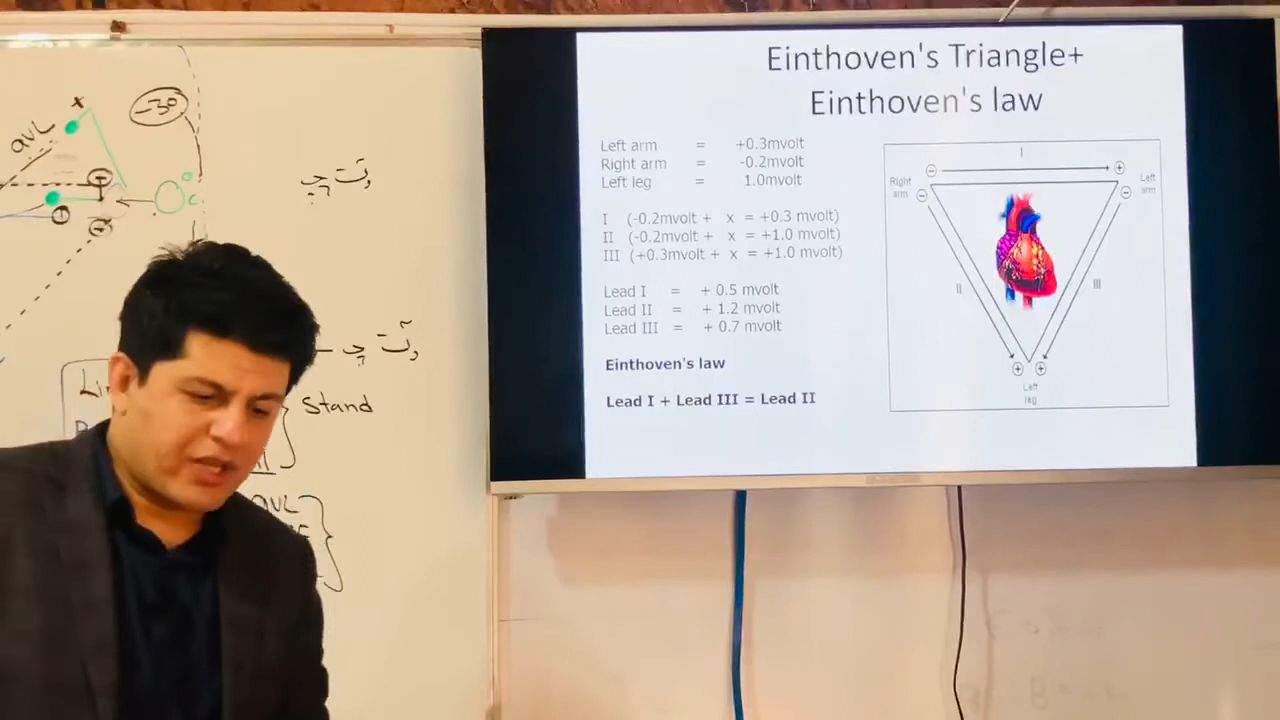 Einthoven's Triangle+
Einthoven's law
Left arm = +0.3mvolt
Right arm = -0.2mvolt
Left leg = 1.0mvolt
I (-0.2mvolt + x = +0.3 mvolt)
II (-0.2mvolt + x = +1.0 mvolt)
III (+0.3mvolt + x = +1.0 mvolt)
Lead I = + 0.5 mvolt
Lead II = + 1.2 mvolt
Lead III = + 0.7 mvolt
Einthoven's law
Lead I + Lead III = Lead II
I
Right
arm
Left
arm
II
III
Left
leg
x
-30
aVL
Stand
aVL